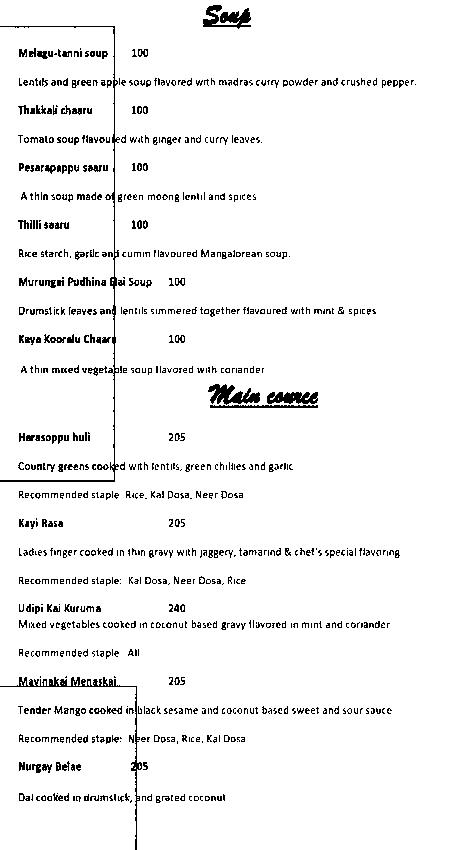 Soup
Melagu-tanni soup 100
Lentils and green apple soup flavored with madras curry powder and crushed pepper.
Thakkali chaaru 100
Tomato soup flavoured with ginger and curry leaves.
Pesarapappu saaru 100
A thin soup made of green moong lentil and spices
Thilli saaru 100
Rice starch, garlic and cumin flavoured Mangalorean soup.
Murungai Pudhina Elai Soup 100
Drumstick leaves and lentils simmered together flavoured with mint & spices
Kaya Kooralu Chaaru 100
A thin mixed vegetable soup flavored with coriander
Main cource
Harasoppu huli 205
Country greens cooked with lentils, green chillies and garlic
Recommended staple Rice, Kal Dosa, Neer Dosa
Kayi Rasa 205
Ladies finger cooked in thin gravy with jaggery, tamarind & chef's special flavoring
Recommended staple: Kal Dosa, Neer Dosa, Rice
Udipi Kai Kuruma 240
Mixed vegetables cooked in coconut based gravy flavored in mint and coriander
Recommended staple All
Mavinakai Menaskai 205
Tender Mango cooked in black sesame and coconut based sweet and sour sauce
Recommended staple: Neer Dosa, Rice, Kal Dosa
Nurgay Belae 205
Dal cooked in drumstick, and grated coconut